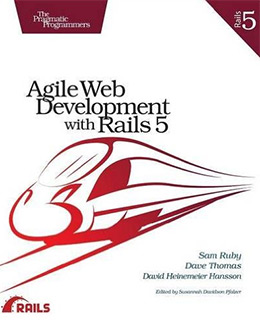 The
Pragmatic
Programmers
Rails 5
Agile Web
Development
with Rails 5
Sam Ruby
Dave Thomas
David Heinemeier Hansson
Edited by Susannah Davidson Pfalzer
RAILS